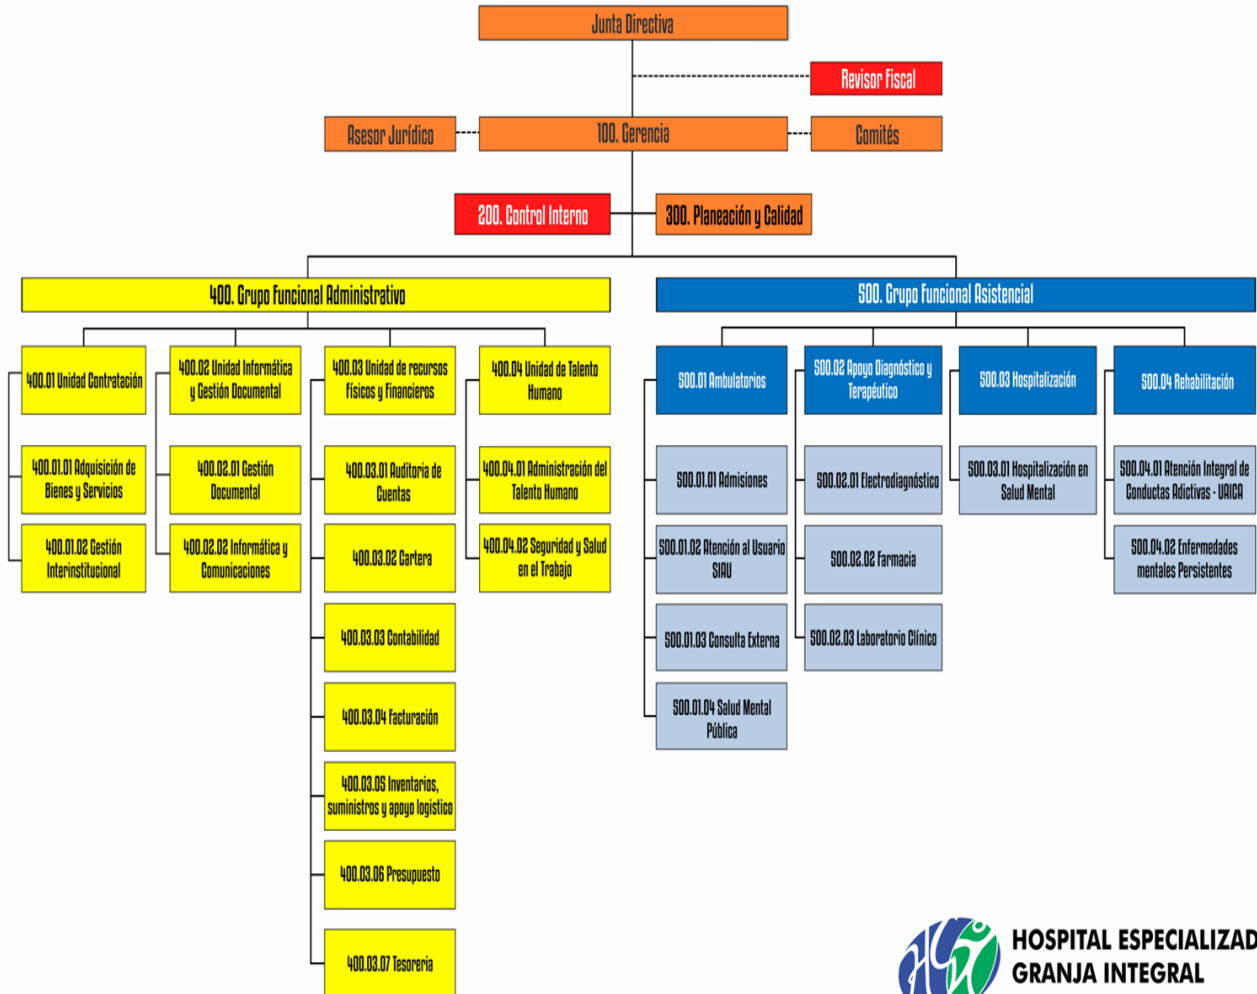 Junta Directiva
Revisor Fiscal
Asesor Jurídico
100. Gerencia
Comités
200. Control Interno
300. Planeación y Calidad
400. Grupo Funcional Administrativo
500. Grupo Funcional Asistencial
400.01 Unidad Contratación
400.02 Unidad Informática
y Gestión Documental
400.03 Unidad de recursos
Físicos y Financieros
400.04 Unidad de Talento
Humano
500.01 Ambulatorios
500.02 Apoyo Diagnóstico y
Terapéutico
500.03 Hospitalización
500.04 Rehabilitación
400.01.01 Adquisición de
Bienes y Servicios
400.02.01 Gestión
Documental
400.03.01 Auditoria de
Cuentas
400.04.01 Administración del
Talento Humano
500.01.01 Admisiones
500.02.01 Electrodiagnóstico
500.03.01 Hospitalización en
Salud Mental
500.04.01 Atención Integral de
Conductas Adictivas - UAICA
400.01.02 Gestión
Interinstitucional
400.02.02 Informática y
Comunicaciones
400.03.02 Cartera
400.04.02 Seguridad y Salud
en el Trabajo
500.01.02 Atención al Usuario
SIAU
500.02.02 Farmacia
500.04.02 Enfermedades
mentales Persistentes
400.03.03 Contabilidad
500.01.03 Consulta Externa
500.02.03 Laboratorio Clínico
400.03.04 Facturación
500.01.04 Salud Mental
Pública
400.03.05 Inventarios,
suministros y apoyo logistico
400.03.06 Presupuesto
400.03.07 Tesoreria
HOSPITAL ESPECIALIZAD
GRANJA INTEGRAL